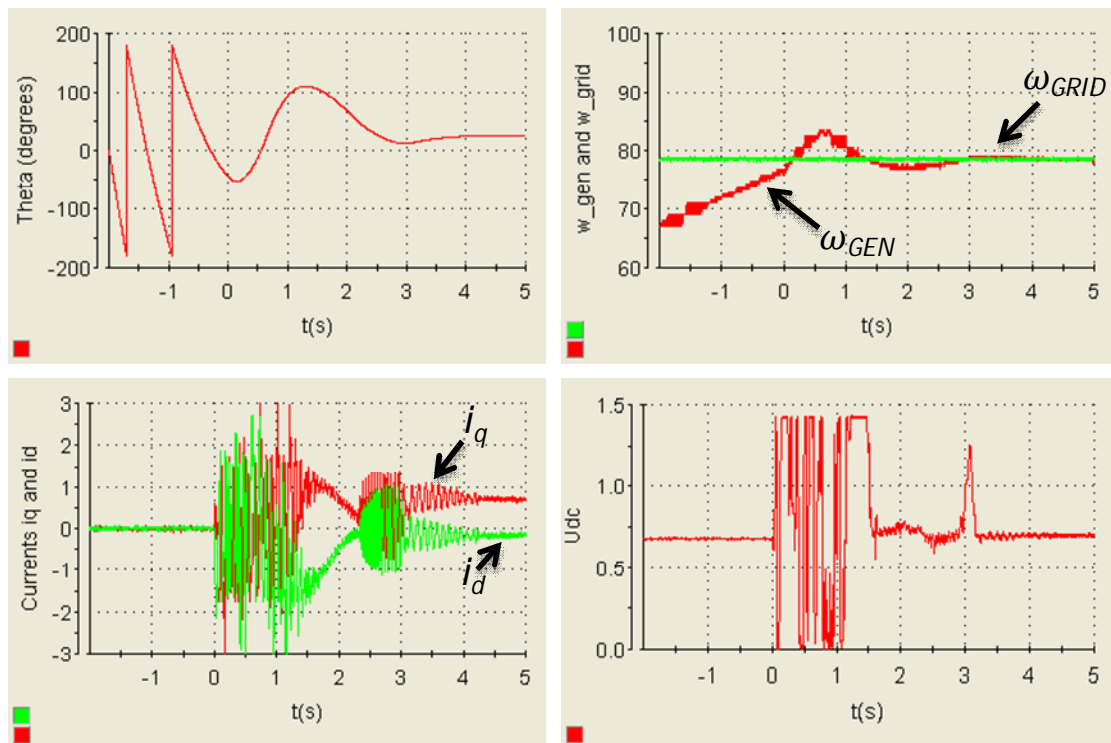 Theta (degrees)
200
100
0
-100
-200
-1 0 1 2 3 4 5
t(s)
w_gen and w_grid
100
90
80
70
60
ωGRID
ωGEN
-1 0 1 2 3 4 5
t(s)
Currents iq and id
3
2
1
0
-1
-2
-3
iq
id
-1 0 1 2 3 4 5
t(s)
Udc
1.5
1.0
0.5
0.0
-1 0 1 2 3 4 5
t(s)